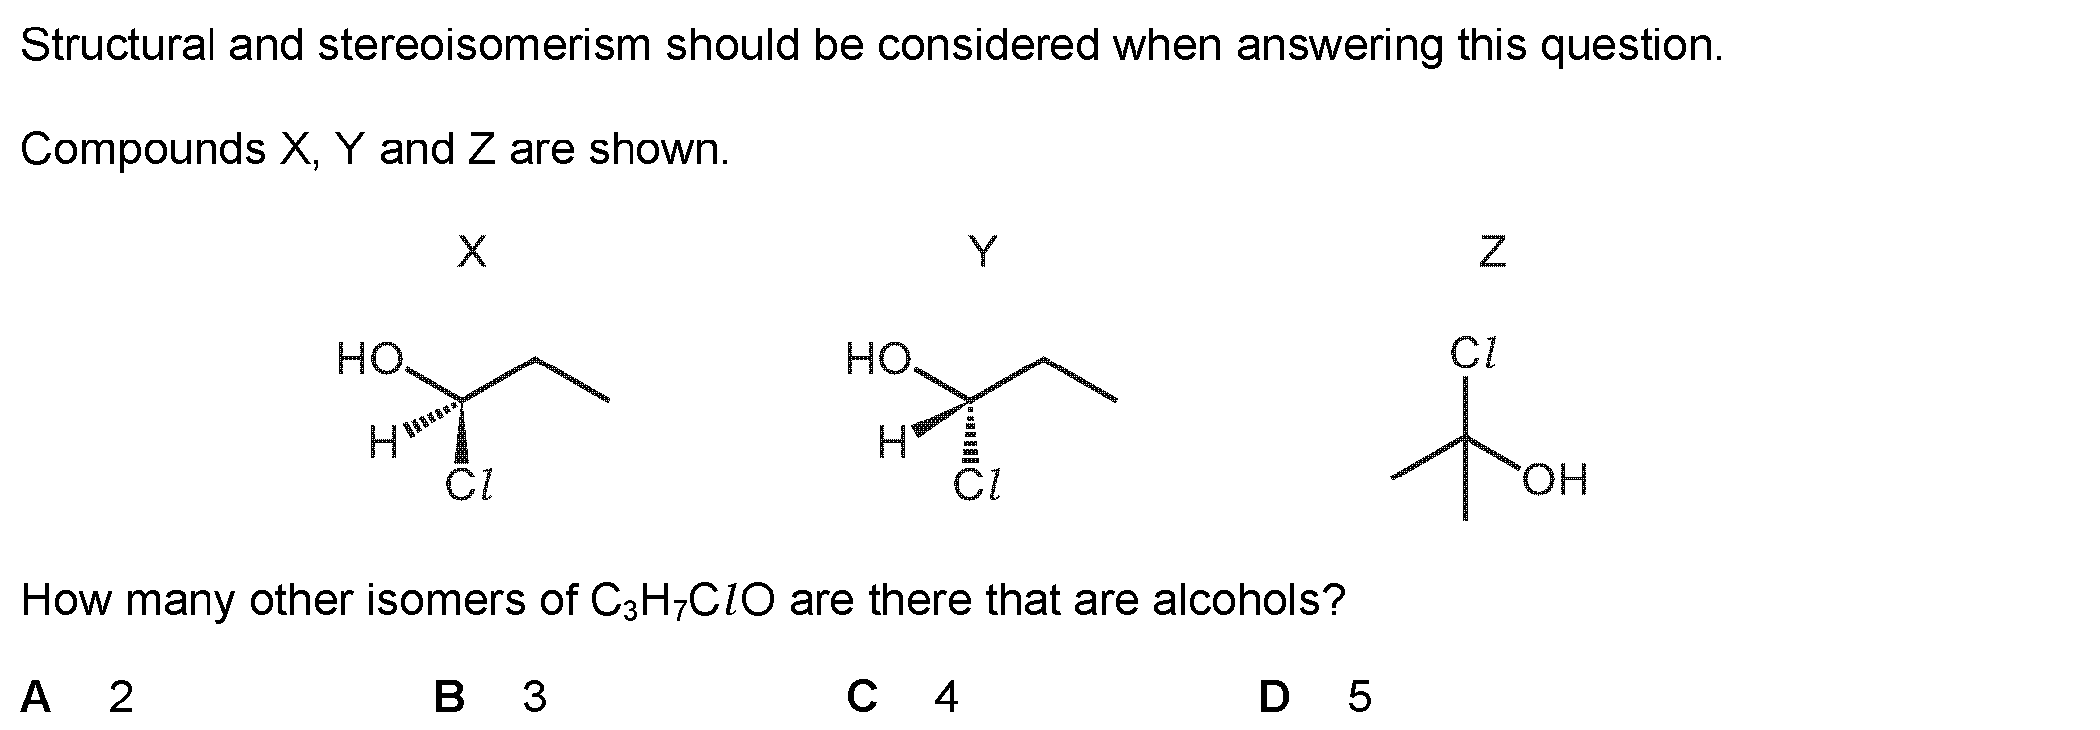 Structural and stereoisomerism should be considered when answering this question.
Compounds X, Y and Z are shown.
X Y Z
HO HO Cl
H H OH
Cl Cl
How many other isomers of C₃H₇ClO are there that are alcohols?
A 2 B 3 C 4 D 5